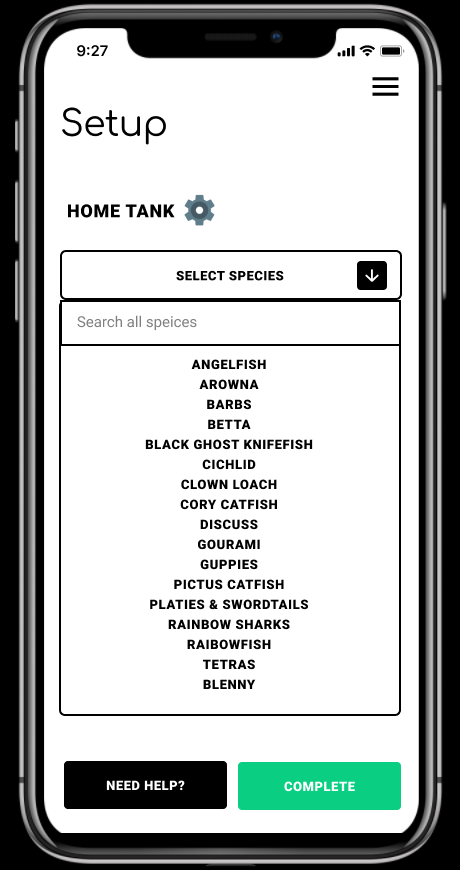 9:27
Setup
HOME TANK
SELECT SPECIES
Search all speices
ANGELFISH
AROWNA
BARBS
BETTA
BLACK GHOST KNIFEFISH
CICHLID
CLOWN LOACH
CORY CATFISH
DISCUSS
GOURAMI
GUPPIES
PICTUS CATFISH
PLATIES & SWORDTAILS
RAINBOW SHARKS
RAIBOWFISH
TETRAS
BLENNY
NEED HELP?
COMPLETE